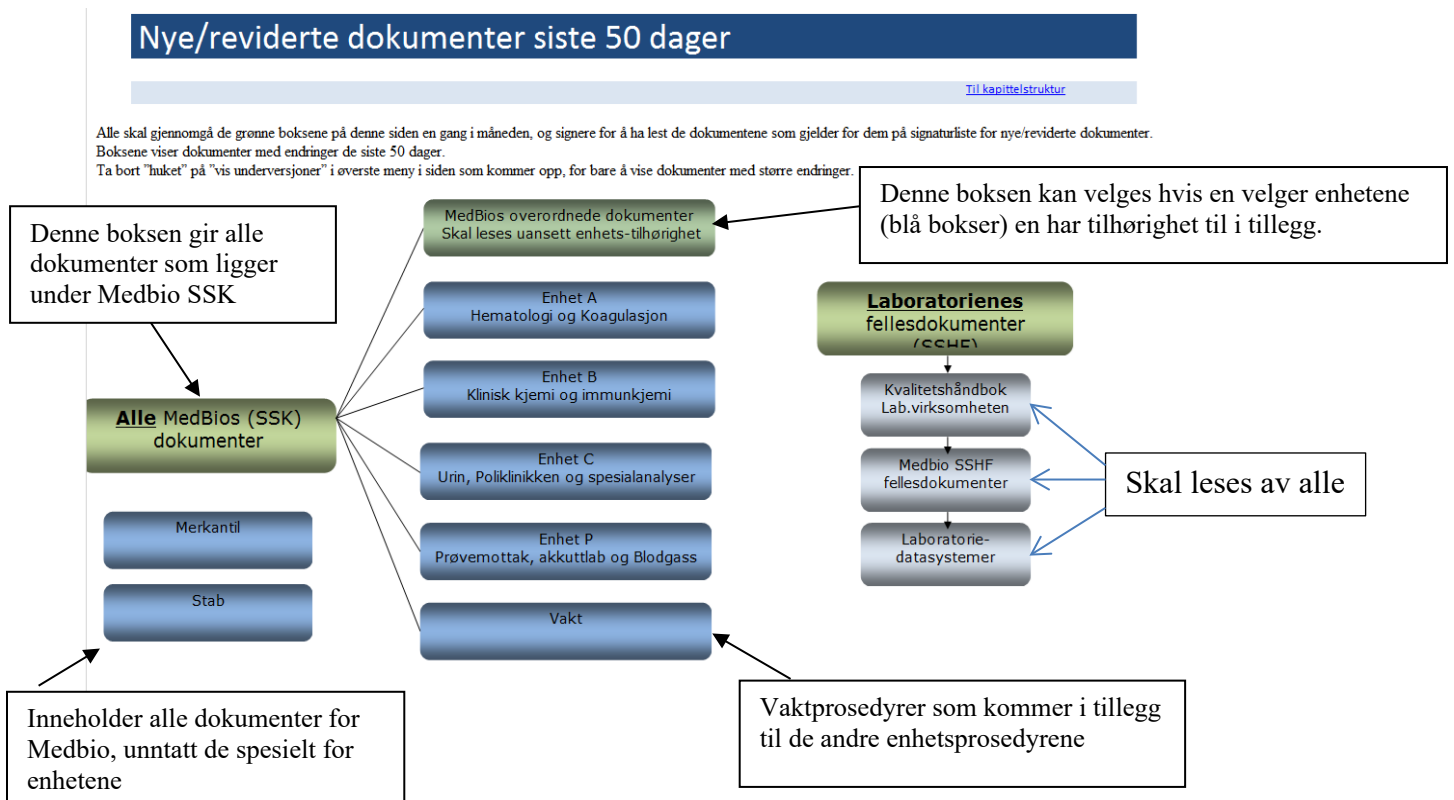 Nye/reviderte dokumenter siste 50 dager
Til kapittelstruktur
Alle skal gjennomgå de grønne boksene på denne siden en gang i måneden, og signere for å ha lest de dokumentene som gjelder for dem på signaturliste for nye/reviderte dokumenter.
Boksene viser dokumenter med endringer de siste 50 dager.
Ta bort ”huket” på ”vis underversjoner” i øverste meny i siden som kommer opp, for bare å vise dokumenter med større endringer.
Denne boksen kan velges hvis en velger enhetene
(blå bokser) en har tilhørighet til i tillegg.
Denne boksen gir alle
dokumenter som ligger
under Medbio SSK
MedBios overordnede dokumenter
Skal leses uansett enhets-tilhørighet
Enhet A
Hematologi og Koagulasjon
Enhet B
Klinisk kjemi og immunkjemi
Alle MedBios (SSK)
dokumenter
Enhet C
Urin, Poliklinikken og spesialanalyser
Enhet P
Prøvemottak, akkuttlab og Blodgass
Vakt
Merkantil
Stab
Laboratorienes
fellesdokumenter
(SSHF)
Kvalitetshåndbok
Lab.virksomheten
Medbio SSHF
fellesdokumenter
Laboratorie-
datasystemer
Skal leses av alle
Inneholder alle dokumenter for
Medbio, unntatt de spesielt for
enhetene
Vaktprosedyrer som kommer i tillegg
til de andre enhetsprosedyrene